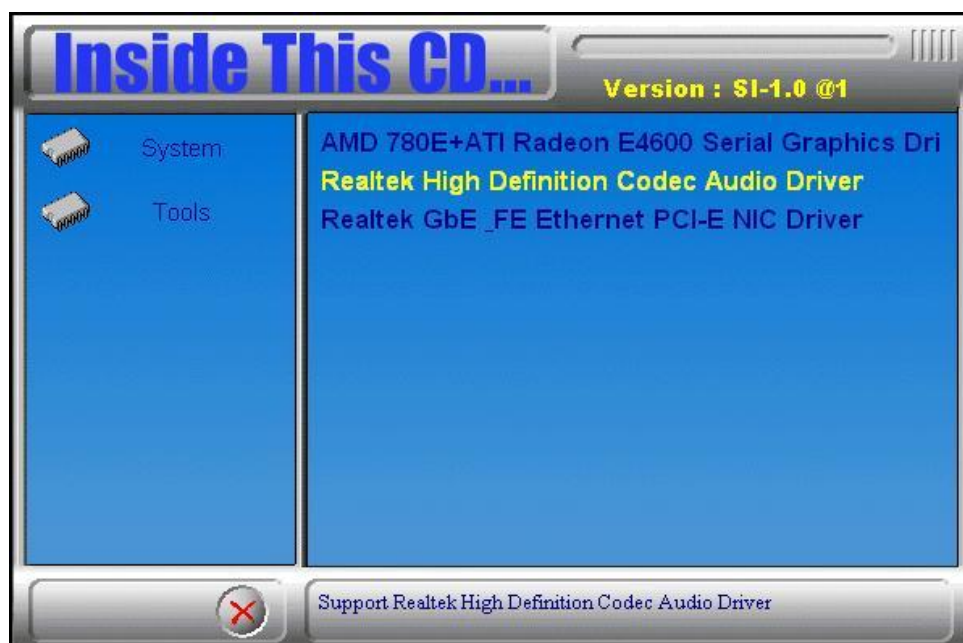 Inside This CD...
Version : SI-1.0 @1
System
Tools
AMD 780E+ATI Radeon E4600 Serial Graphics Dri
Realtek High Definition Codec Audio Driver
Realtek GbE _FE Ethernet PCI-E NIC Driver
Support Realtek High Definition Codec Audio Driver